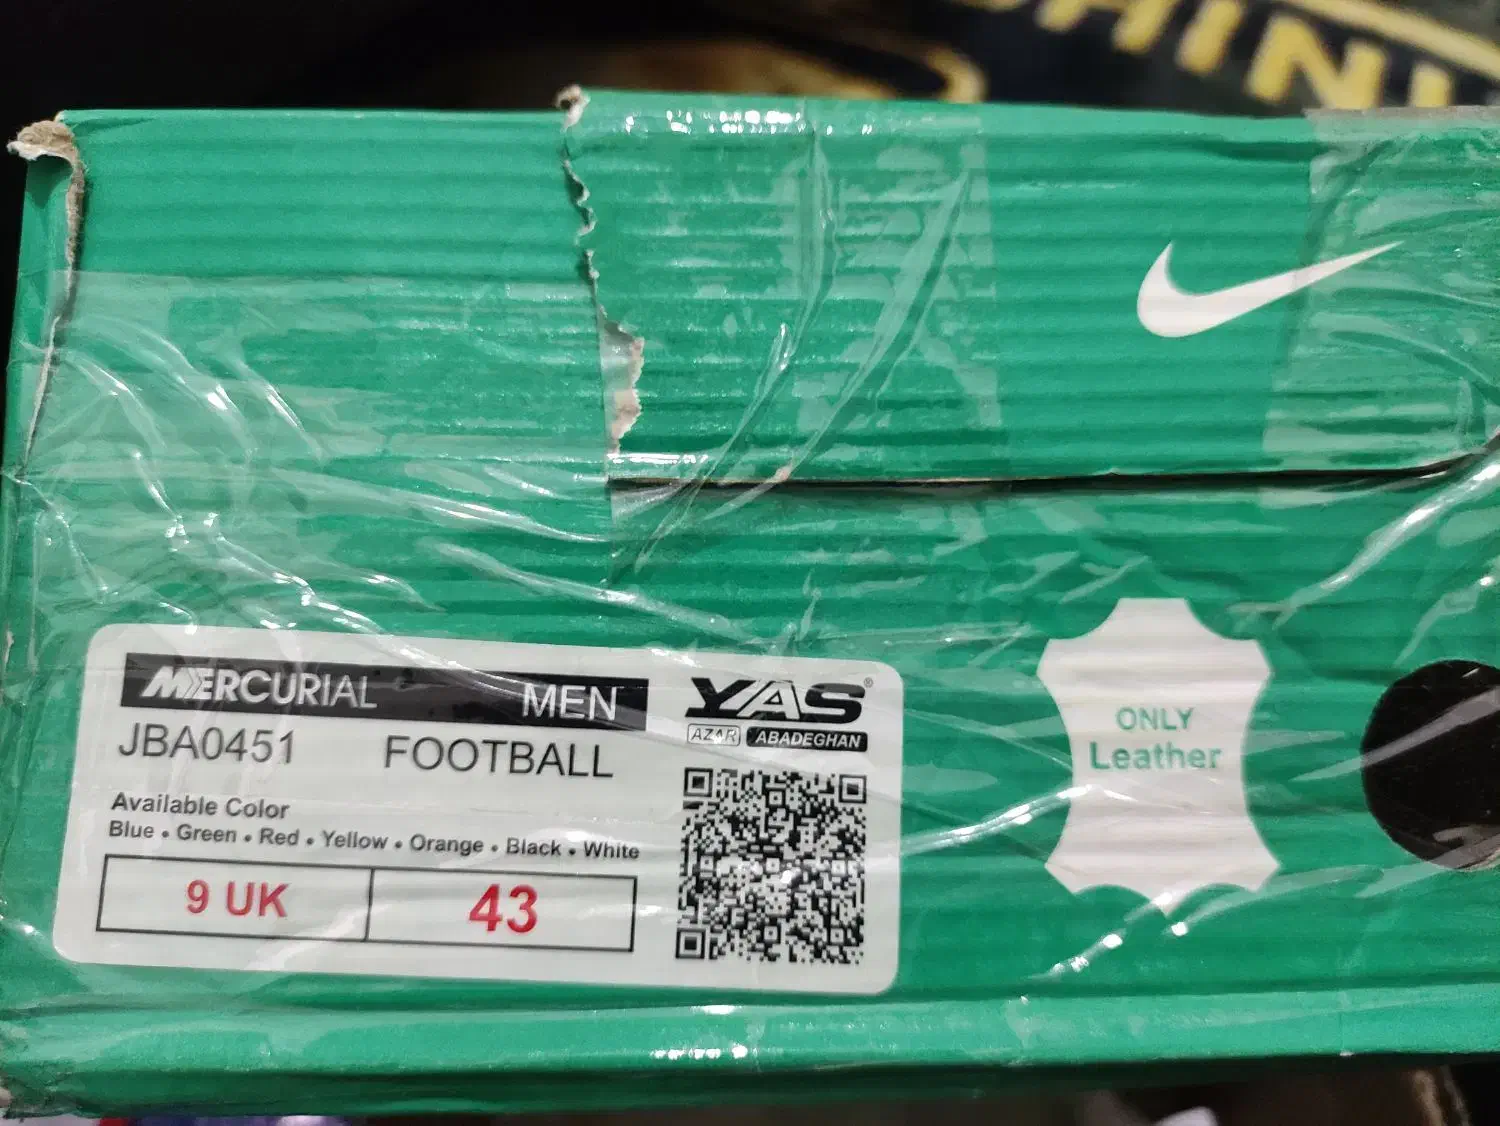 HIN
MERCURIAL MEN
JBA0451 FOOTBALL
Available Color
Blue • Green • Red • Yellow • Orange • Black • White
9 UK 43
YAS®
AZAR ABADEGHAN
ONLY
Leather